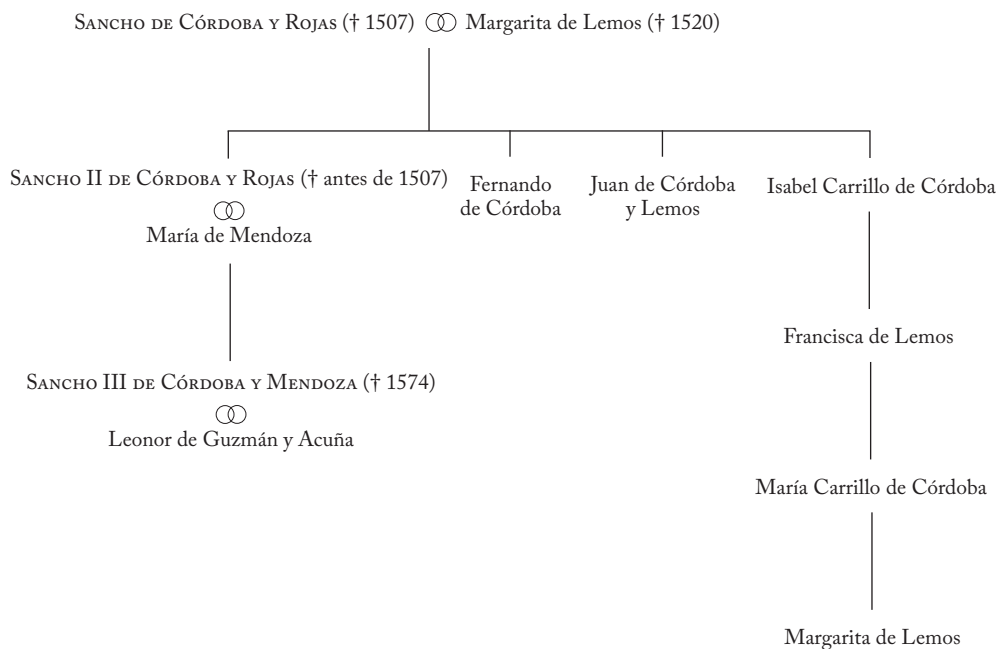 Sancho de Córdoba y Rojas († 1507) Margarita de Lemos († 1520)
Sancho II de Córdoba y Rojas († antes de 1507)
María de Mendoza
Fernando
de Córdoba
Juan de Córdoba
y Lemos
Isabel Carrillo de Córdoba
Francisca de Lemos
Sancho III de Córdoba y Mendoza († 1574)
Leonor de Guzmán y Acuña
María Carrillo de Córdoba
Margarita de Lemos